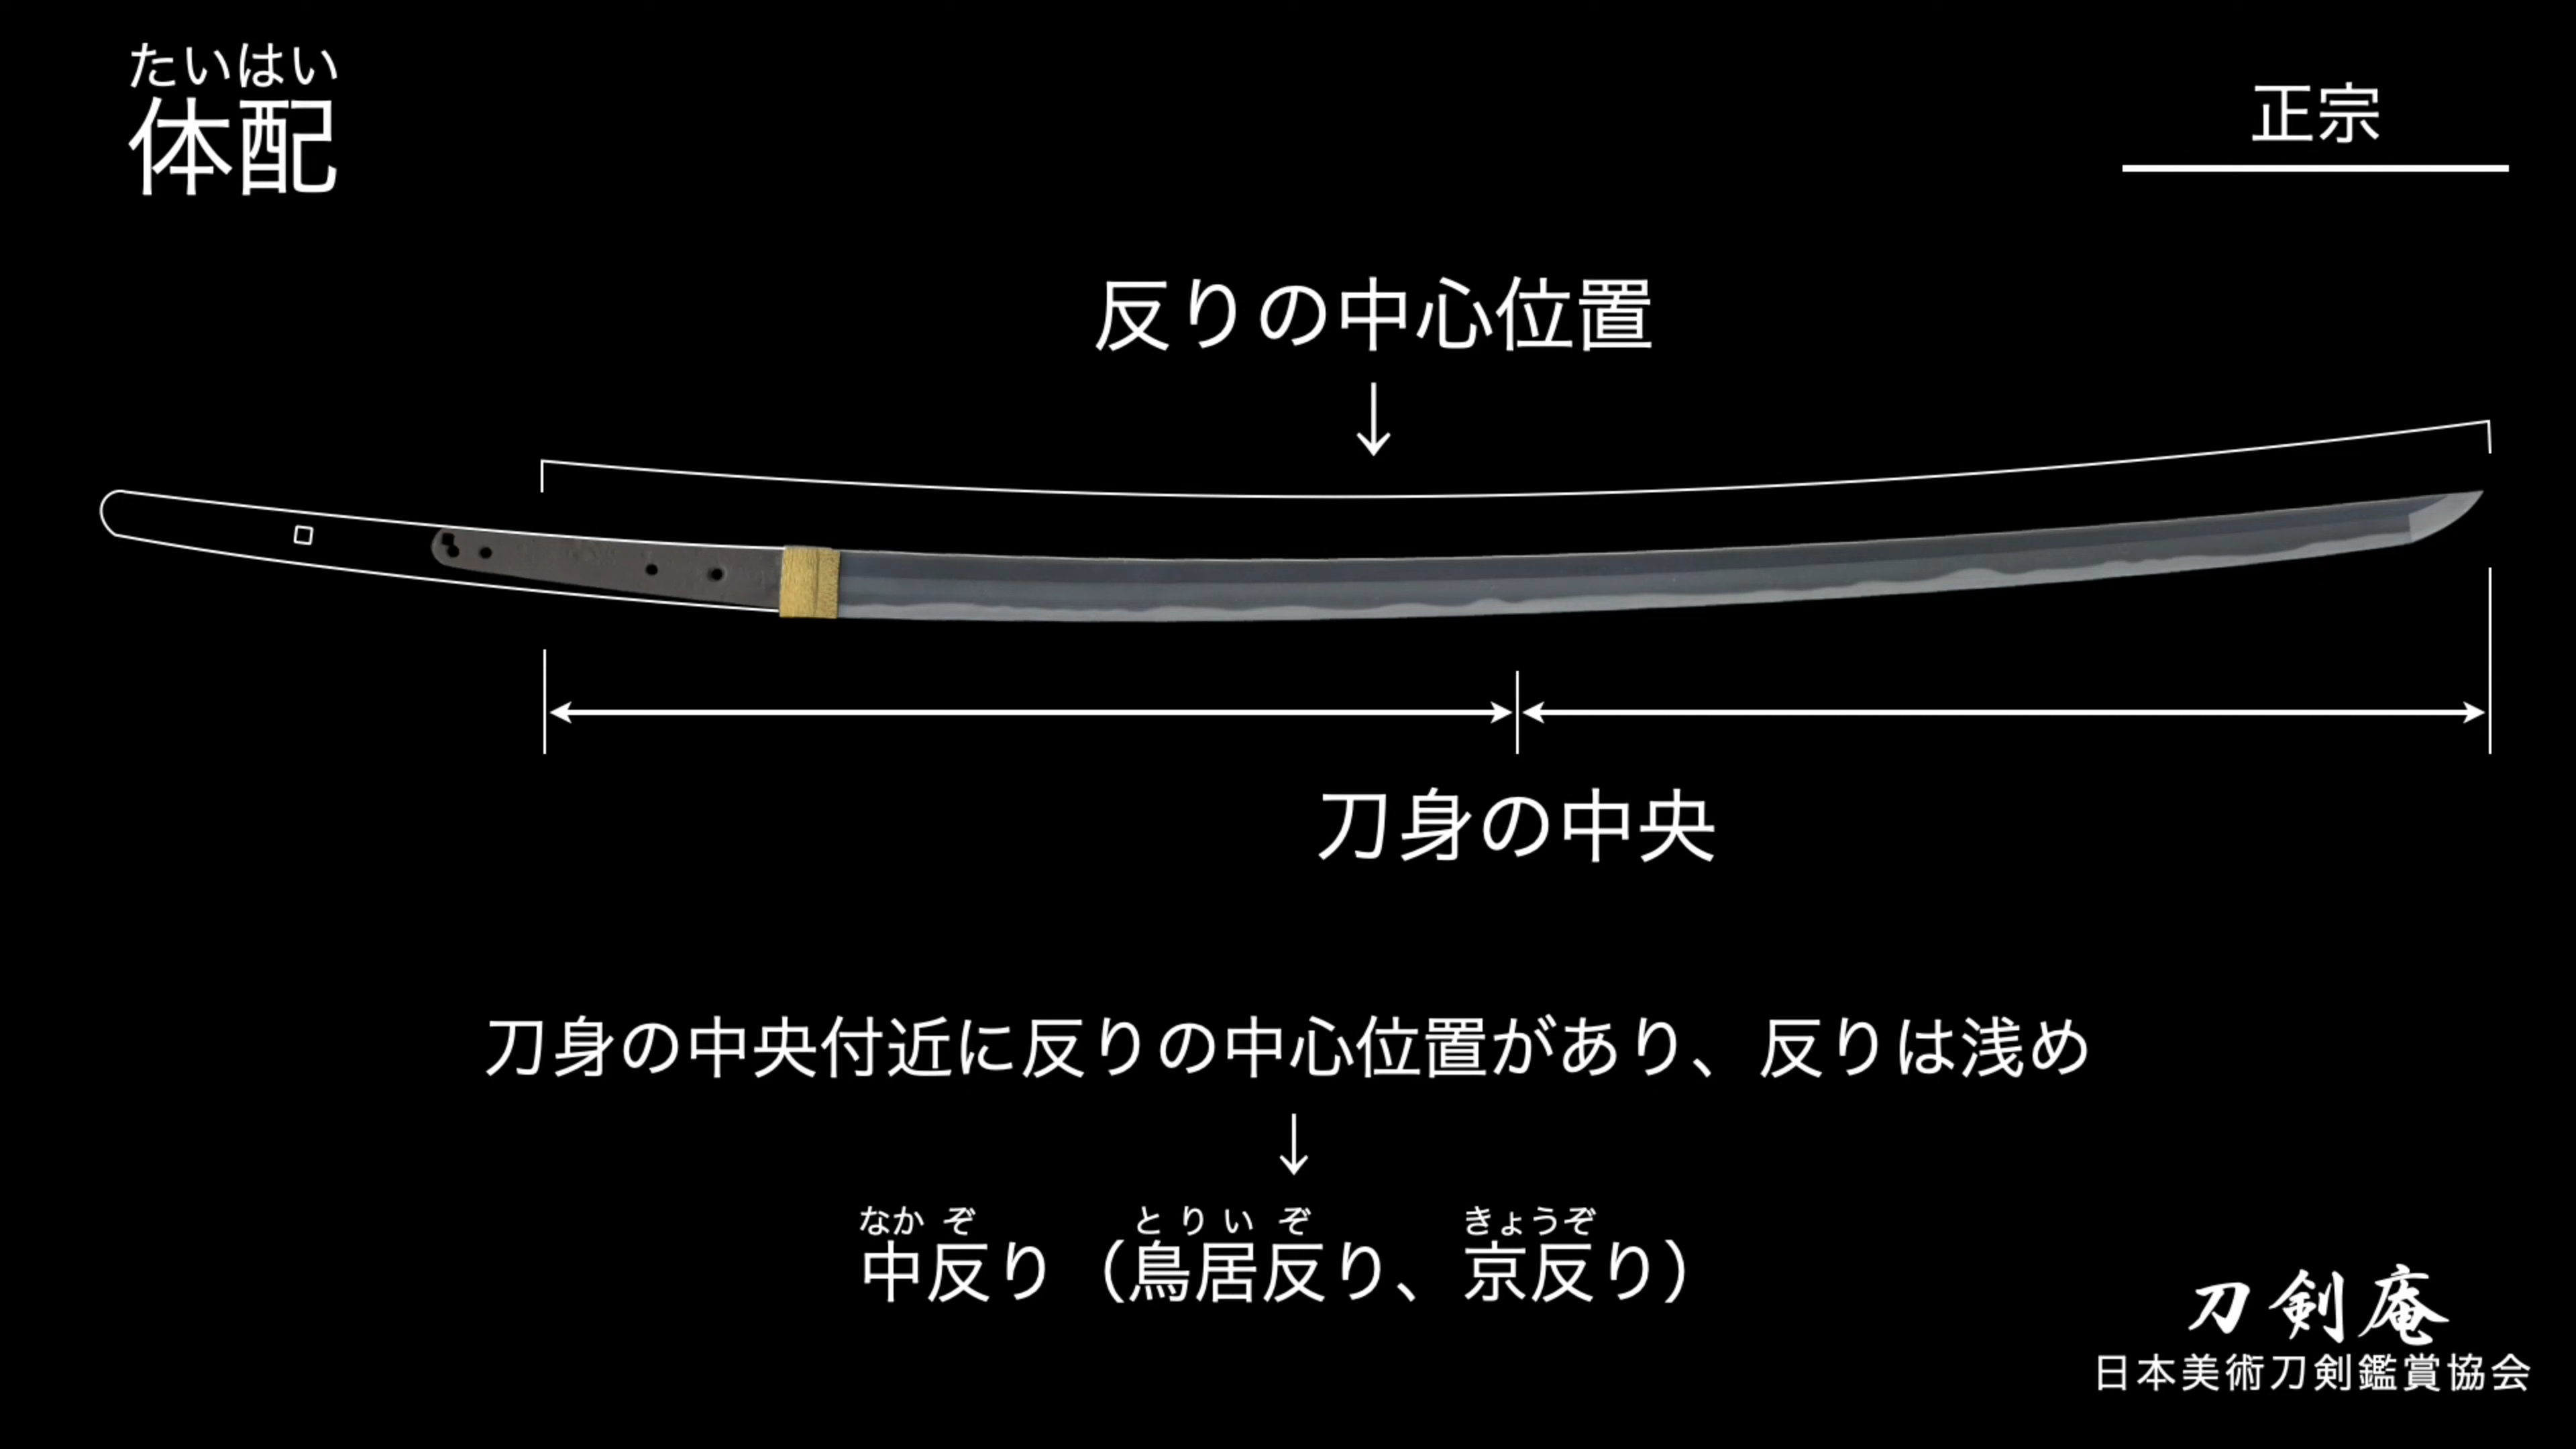 たいはい
体配
正宗
反りの中心位置
↓
刀身の中央
刀身の中央付近に反りの中心位置があり、反りは浅め
↓
なかぞ とりいぞ きょうぞ
中反り（鳥居反り、京反り）
刀剣庵
日本美術刀剣鑑賞協会